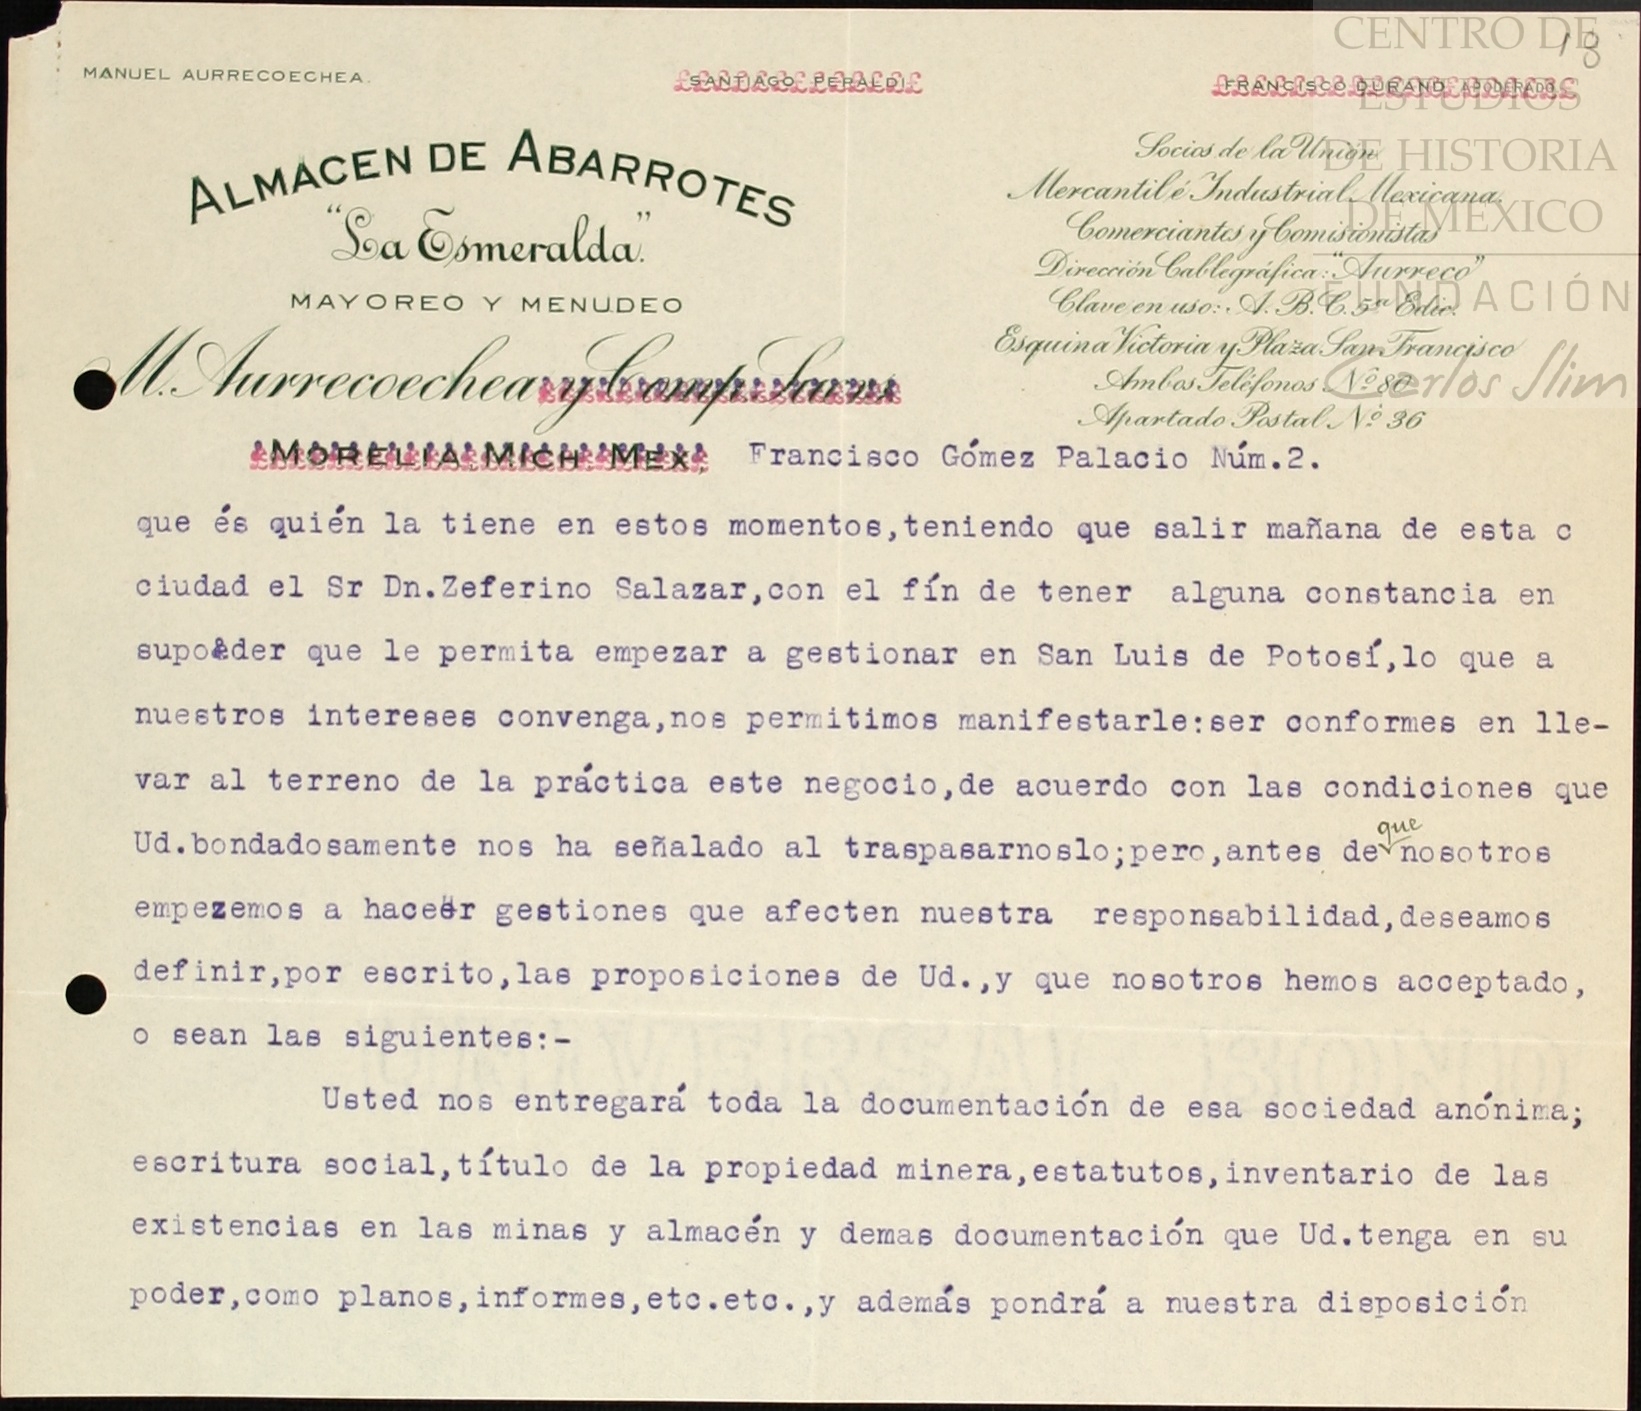 18
MANUEL AURRECOECHEA.
SANTIAGO PERALDI
FRANCISCO DURAND APODERADO.
ALMACEN DE ABARROTES
"La Esmeralda".
MAYOREO Y MENUDEO
M. Aurrecoechea y Comp. Sucs
MORELIA. MICH MEX.
Socios de la Unión
Mercantil é Industrial Mexicana.
Comerciantes y Comisionistas
Dirección Cablegráfica: "Aurreco"
Clave en uso: A. B. C. 5ª Edic.
Esquina Victoria y Plaza San Francisco
Ambos Teléfonos Nº 80
Apartado Postal Nº 36
Francisco Gómez Palacio Núm.2.
que és quién la tiene en estos momentos,teniendo que salir mañana de esta c
ciudad el Sr Dn.Zeferino Salazar,con el fín de tener alguna constancia en
supoder que le permita empezar a gestionar en San Luis de Potosí,lo que a
nuestros intereses convenga,nos permitimos manifestarle:ser conformes en lle-
var al terreno de la práctica este negocio,de acuerdo con las condiciones que
Ud.bondadosamente nos ha señalado al traspasarnoslo;pero,antes de que nosotros
empezemos a hacer gestiones que afecten nuestra responsabilidad,deseamos
definir,por escrito,las proposiciones de Ud.,y que nosotros hemos acceptado,
o sean las siguientes:-
Usted nos entregará toda la documentación de esa sociedad anónima;
escritura social,título de la propiedad minera,estatutos,inventario de las
existencias en las minas y almacén y demas documentación que Ud.tenga en su
poder,como planos,informes,etc.etc.,y además pondrá a nuestra disposición
CENTRO DE
ESTUDIOS
DE HISTORIA
DE MEXICO
FUNDACIÓN
Carlos Slim